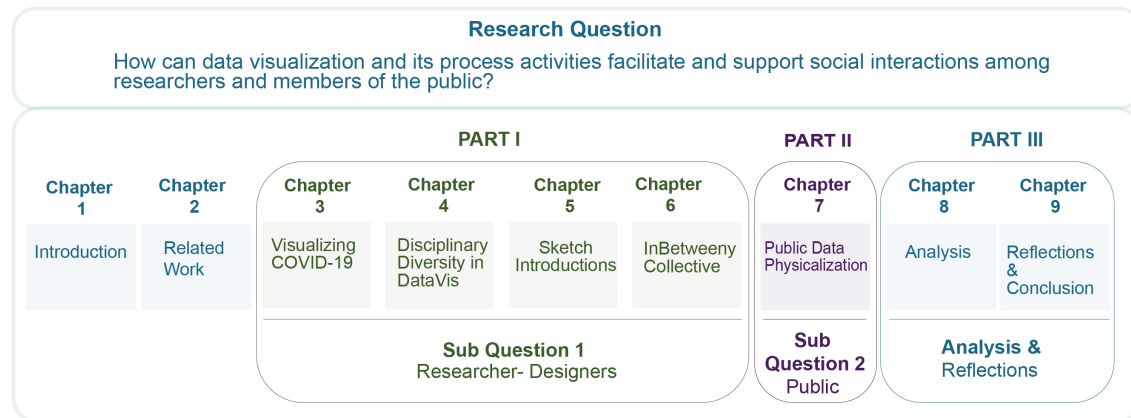 Research Question
How can data visualization and its process activities facilitate and support social interactions among
researchers and members of the public?
PART I
PART II
PART III
Chapter
1
Introduction
Chapter
2
Related
Work
Chapter
3
Visualizing
COVID-19
Chapter
4
Disciplinary
Diversity in
DataVis
Chapter
5
Sketch
Introductions
Chapter
6
InBetweeny
Collective
Chapter
7
Public Data
Physicalization
Chapter
8
Analysis
Chapter
9
Reflections
&
Conclusion
Sub Question 1
Researcher- Designers
Sub
Question 2
Public
Analysis &
Reflections